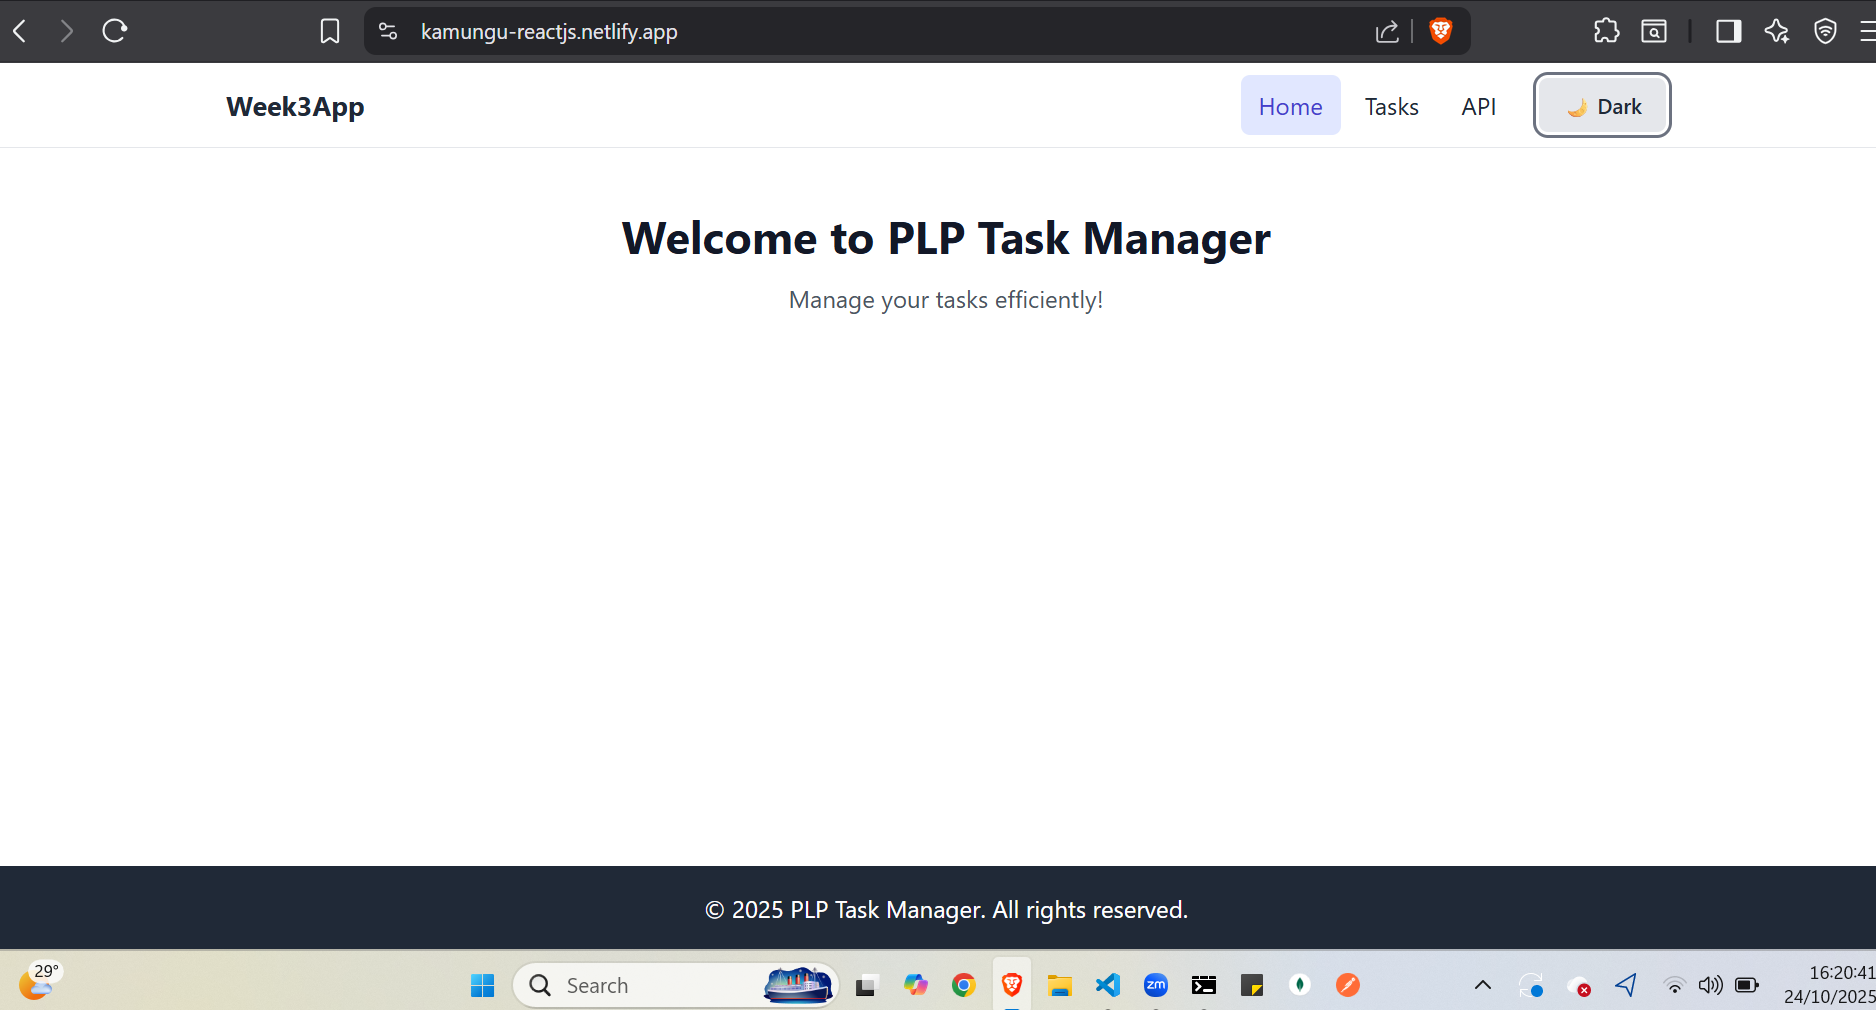 kamungu-reactjs.netlify.app
Week3App
Home
Tasks
API
🌙 Dark
Welcome to PLP Task Manager
Manage your tasks efficiently!
© 2025 PLP Task Manager. All rights reserved.
29°
Search
zm
16:20:41
24/10/2025